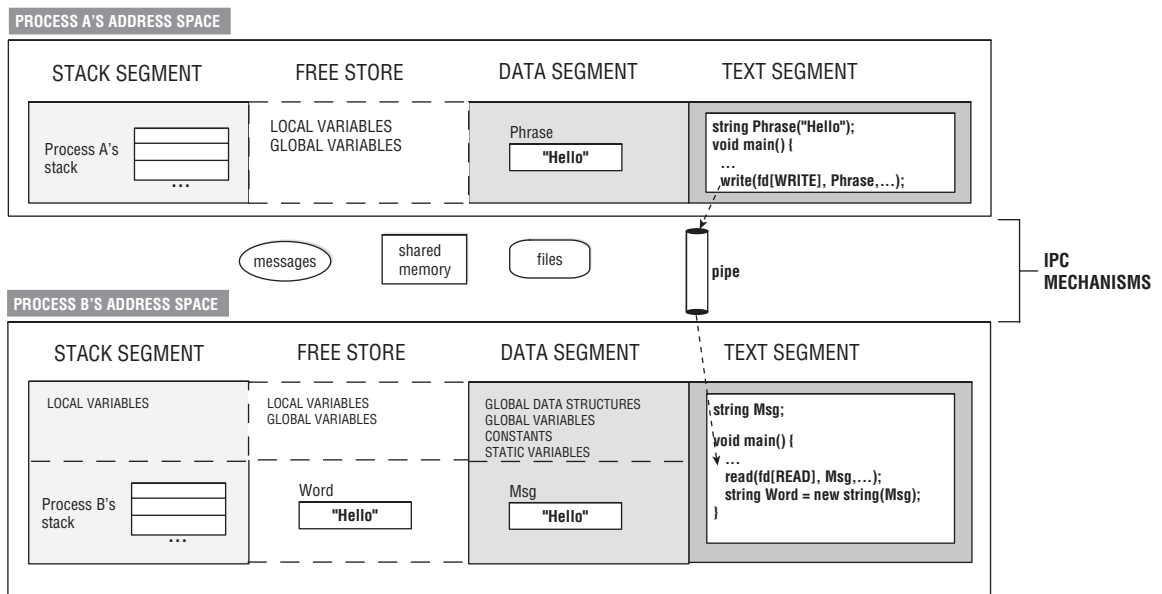 PROCESS A'S ADDRESS SPACE
STACK SEGMENT
FREE STORE
DATA SEGMENT
TEXT SEGMENT
Process A's
stack
...
LOCAL VARIABLES
GLOBAL VARIABLES
Phrase
"Hello"
string Phrase("Hello");
void main() {
...
write(fd[WRITE], Phrase,...);
messages
shared
memory
files
pipe
IPC
MECHANISMS
PROCESS B'S ADDRESS SPACE
STACK SEGMENT
FREE STORE
DATA SEGMENT
TEXT SEGMENT
LOCAL VARIABLES
Process B's
stack
...
LOCAL VARIABLES
GLOBAL VARIABLES
Word
"Hello"
GLOBAL DATA STRUCTURES
GLOBAL VARIABLES
CONSTANTS
STATIC VARIABLES
Msg
"Hello"
string Msg;
void main() {
...
read(fd[READ], Msg,...);
string Word = new string(Msg);
}